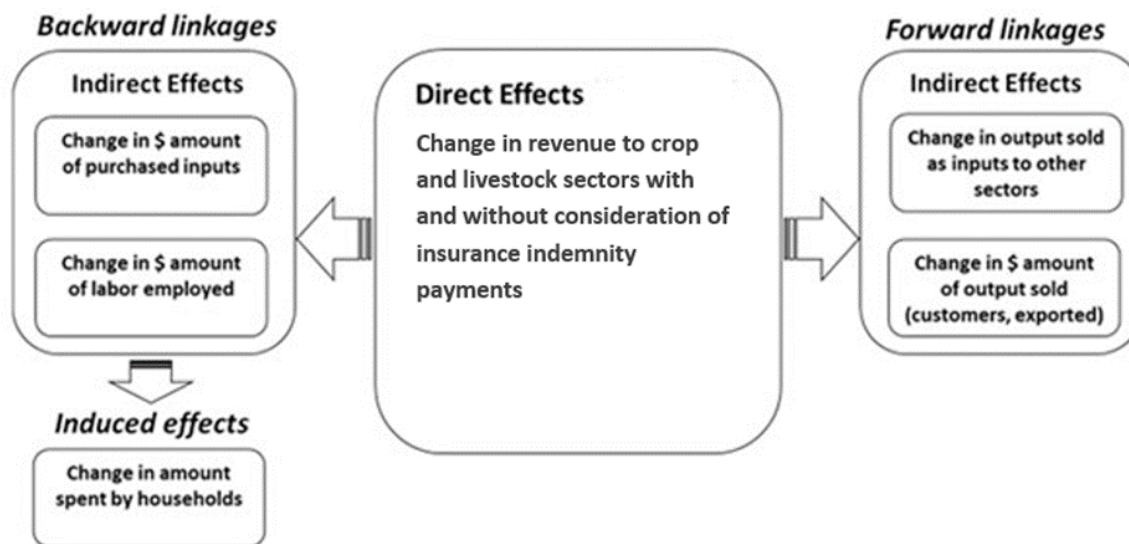 Backward linkages
Indirect Effects
Change in $ amount
of purchased inputs
Change in $ amount
of labor employed
Induced effects
Change in amount
spent by households
Direct Effects
Change in revenue to crop
and livestock sectors with
and without consideration of
insurance indemnity
payments
Forward linkages
Indirect Effects
Change in output sold
as inputs to other
sectors
Change in $ amount
of output sold
(customers, exported)